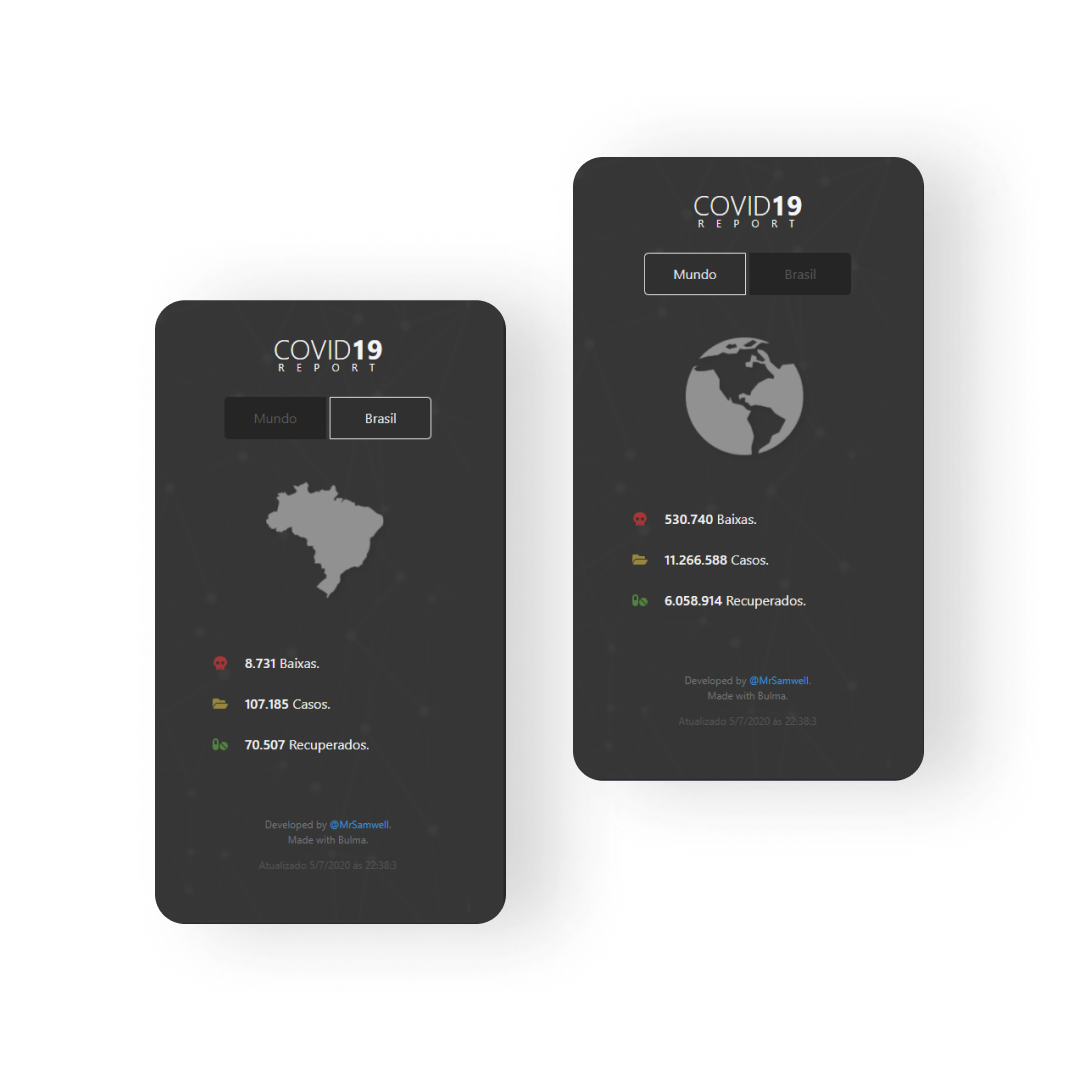 COVID19
REPORT
Mundo Brasil
8.731 Baixas.
107.185 Casos.
70.507 Recuperados.
Developed by @MrSamwell.
Made with Bulma.
Atualizado 5/7/2020 ás 22:38:3
COVID19
REPORT
Mundo Brasil
530.740 Baixas.
11.266.588 Casos.
6.058.914 Recuperados.
Developed by @MrSamwell.
Made with Bulma.
Atualizado 5/7/2020 ás 22:38:3